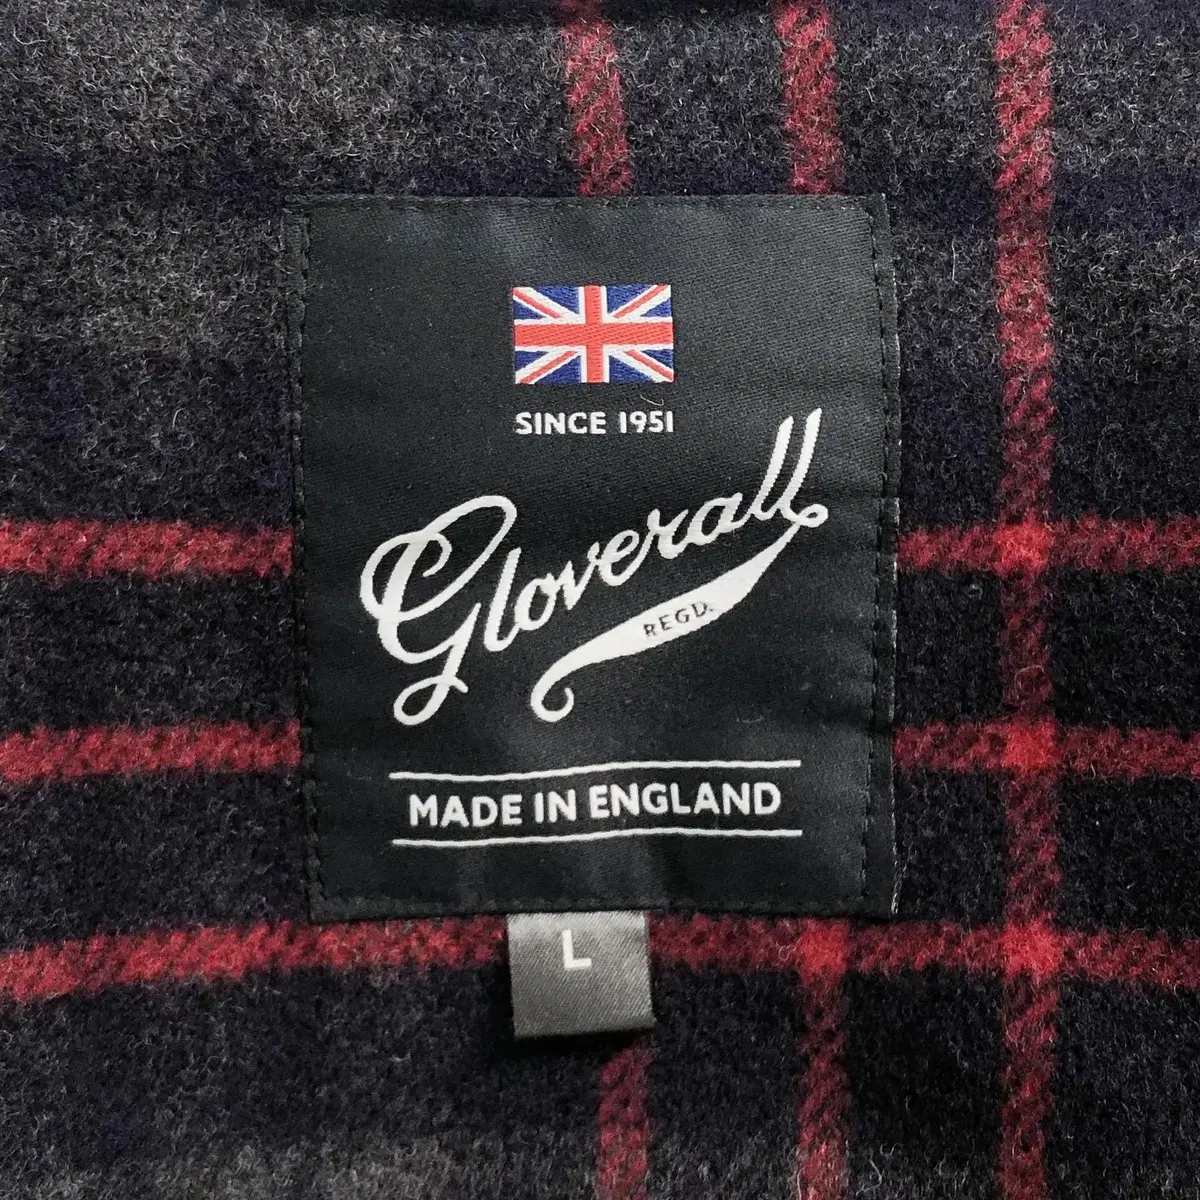 SINCE 1951
Gloverall
REGD.
MADE IN ENGLAND
L